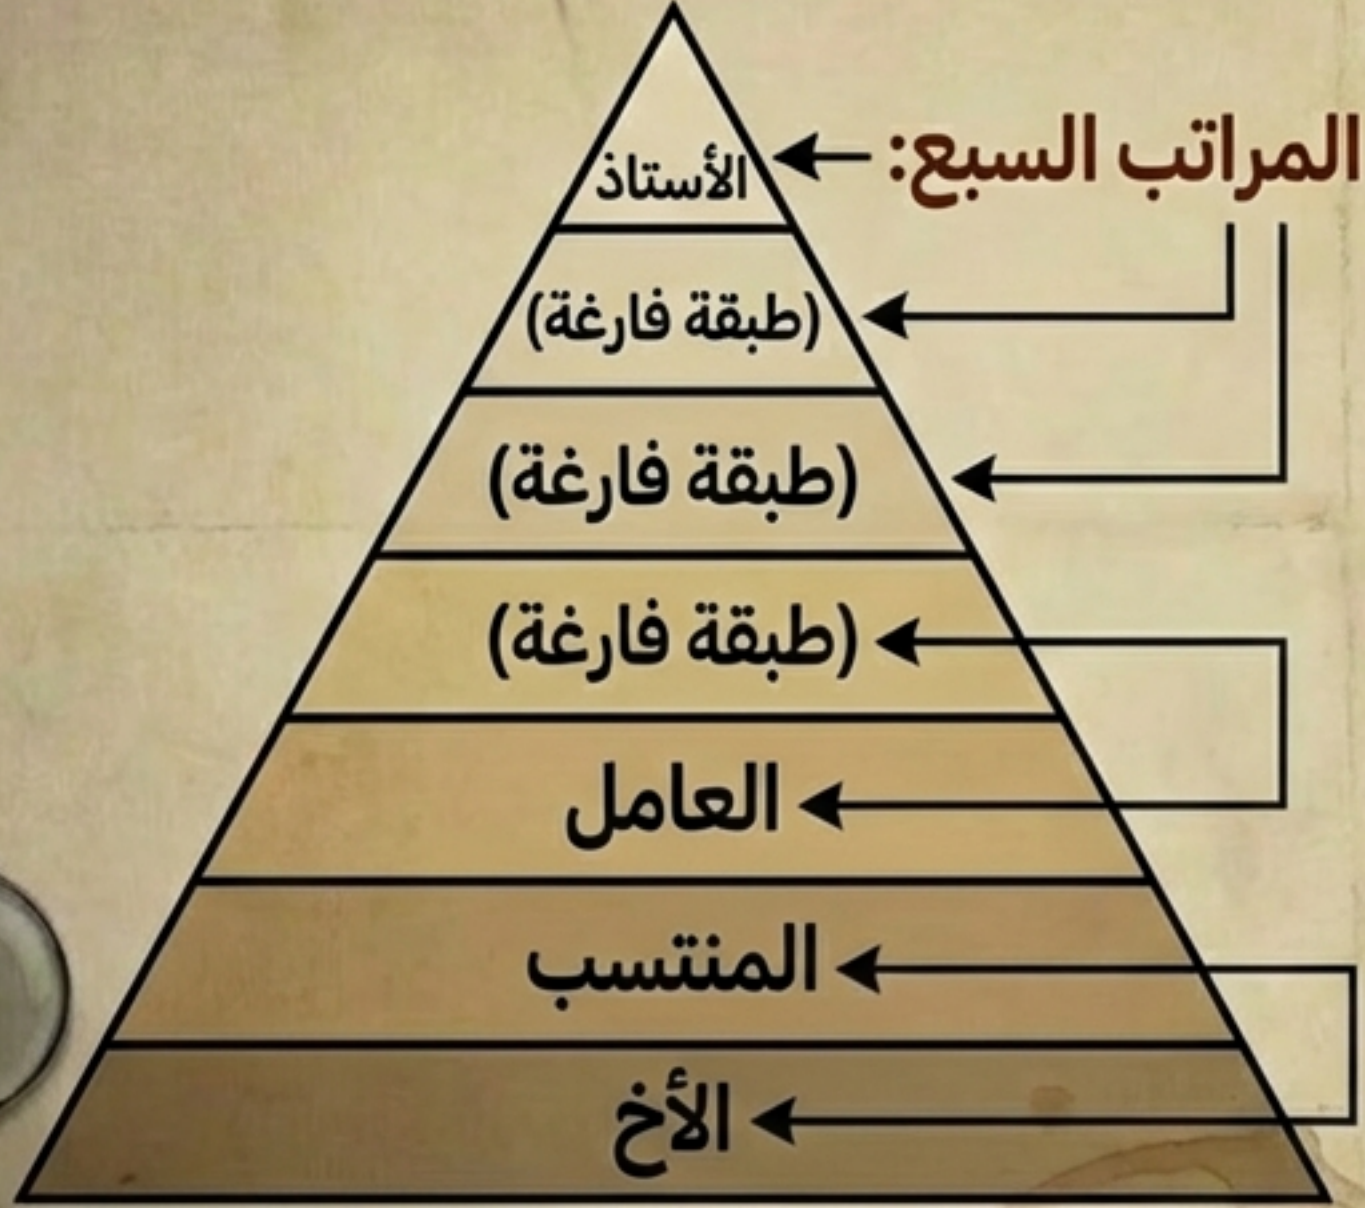 المراتب السبع:
الأستاذ
(طبقة فارغة)
(طبقة فارغة)
(طبقة فارغة)
العامل
المنتسب
الأخ